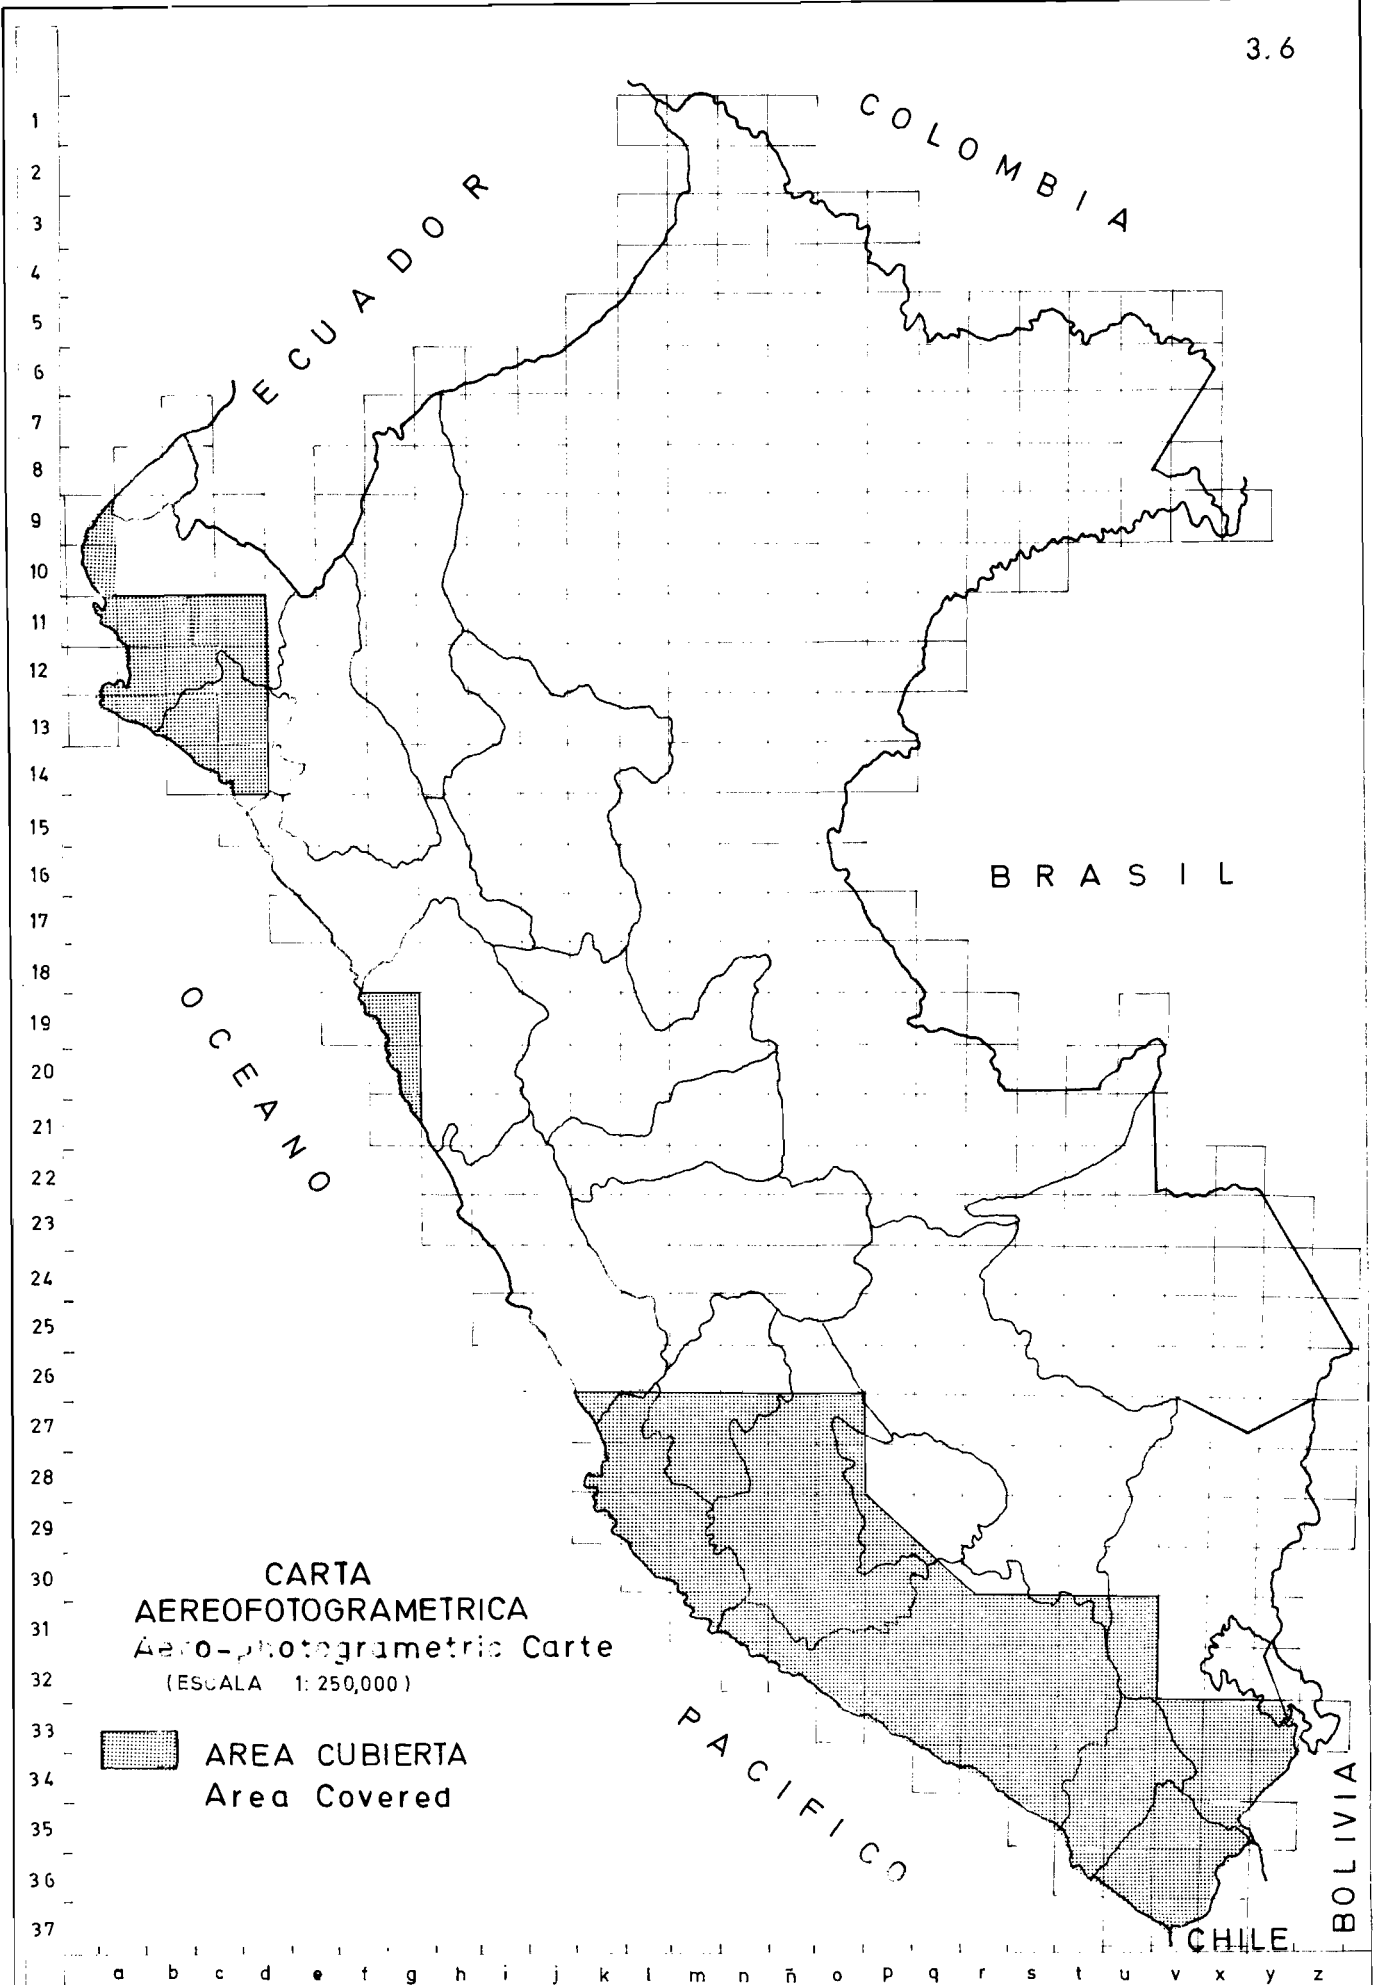 3.6
COLOMBIA
ECUADOR
BRASIL
OCEANO
PACIFICO
BOLIVIA
CHILE
CARTA
AEREOFOTOGRAMETRICA
Aero-photogrametric Carte
(ESCALA 1:250,000)
AREA CUBIERTA
Area Covered
1
2
3
4
5
6
7
8
9
10
11
12
13
14
15
16
17
18
19
20
21
22
23
24
25
26
27
28
29
30
31
32
33
34
35
36
37
a b c d e f g h i j k l m n ñ o p q r s t u v x y z